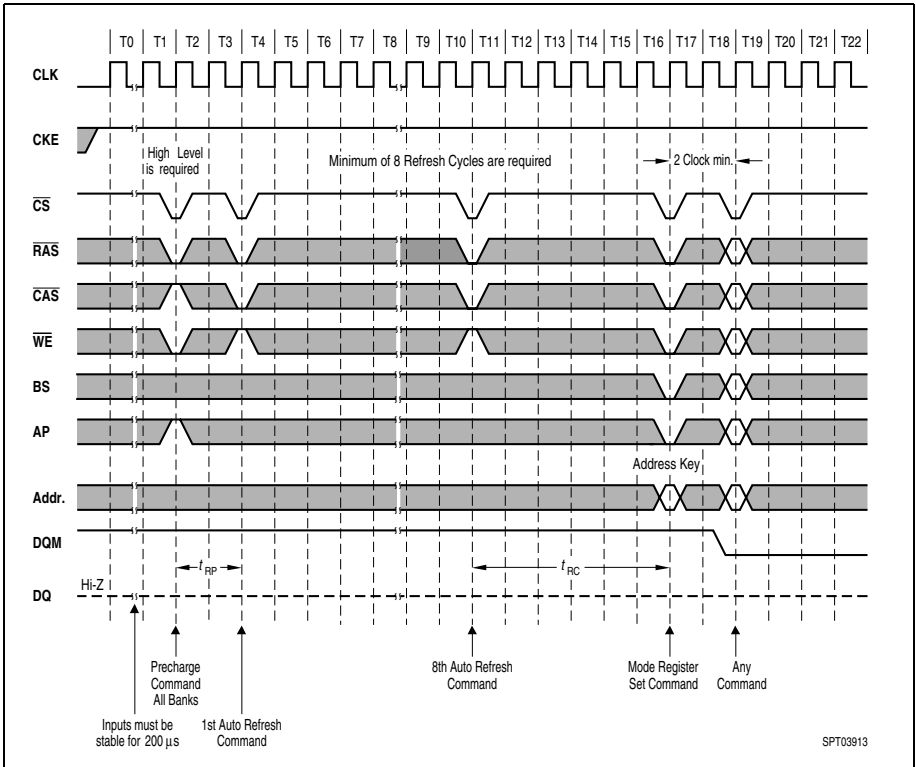 T0 T1 T2 T3 T4 T5 T6 T7 T8 T9 T10 T11 T12 T13 T14 T15 T16 T17 T18 T19 T20 T21 T22
CLK
CKE
High Level
is required
Minimum of 8 Refresh Cycles are required
2 Clock min.
CS
RAS
CAS
WE
BS
AP
Address Key
Addr.
DQM
t RP
t RC
Hi-Z
DQ
Precharge
Command
All Banks
8th Auto Refresh
Command
Mode Register
Set Command
Any
Command
Inputs must be
stable for 200 µs
1st Auto Refresh
Command
SPT03913